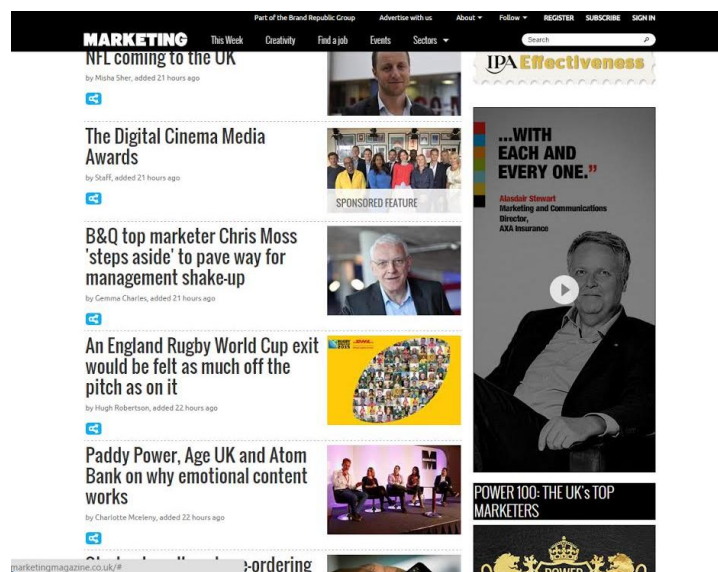 Part of the Brand Republic Group Advertise with us About Follow REGISTER SUBSCRIBE SIGN IN
MARKETING This Week Creativity Find a job Events Sectors Search
NFL coming to the UK
by Misha Sher, added 21 hours ago
The Digital Cinema Media
Awards
by Staff, added 21 hours ago
SPONSORED FEATURE
B&Q top marketer Chris Moss
'steps aside' to pave way for
management shake-up
by Gemma Charles, added 21 hours ago
An England Rugby World Cup exit
would be felt as much off the
pitch as on it
by Hugh Robertson, added 22 hours ago
DHL
Paddy Power, Age UK and Atom
Bank on why emotional content
works
by Charlotte Mceleny, added 22 hours ago
e-ordering
marketingmagazine.co.uk/#
IPA Effectiveness
...WITH
EACH AND
EVERY ONE."
Alasdair Stewart
Marketing and Communications
Director,
AXA Insurance
POWER 100: THE UK's TOP
MARKETERS
POWER